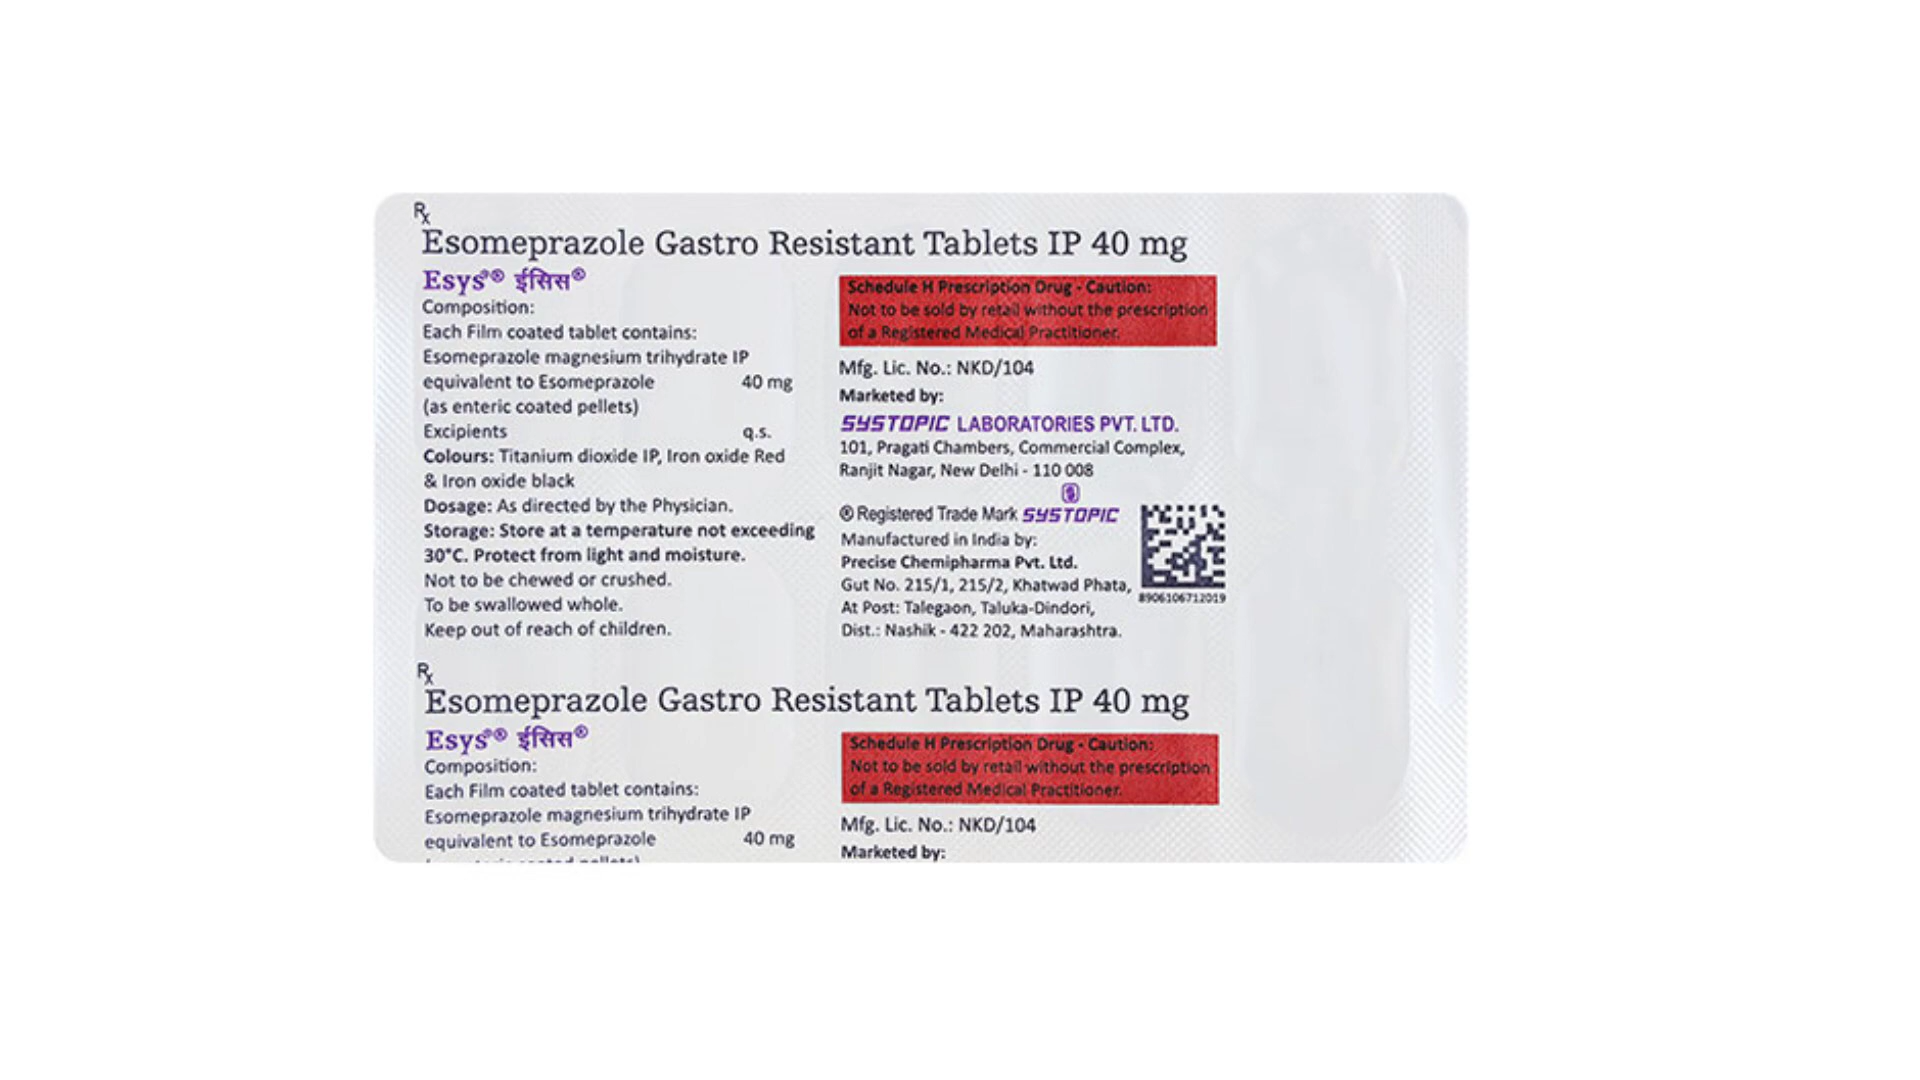 Rx
Esomeprazole Gastro Resistant Tablets IP 40 mg
Esys®® ईसिस®
Composition:
Each Film coated tablet contains:
Esomeprazole magnesium trihydrate IP
equivalent to Esomeprazole 40 mg
(as enteric coated pellets)
Excipients q.s.
Colours: Titanium dioxide IP, Iron oxide Red
& Iron oxide black
Dosage: As directed by the Physician.
Storage: Store at a temperature not exceeding
30°C. Protect from light and moisture.
Not to be chewed or crushed.
To be swallowed whole.
Keep out of reach of children.
Schedule H Prescription Drug - Caution:
Not to be sold by retail without the prescription
of a Registered Medical Practitioner.
Mfg. Lic. No.: NKD/104
Marketed by:
SYSTOPIC LABORATORIES PVT. LTD.
101, Pragati Chambers, Commercial Complex,
Ranjit Nagar, New Delhi - 110 008
® Registered Trade Mark SYSTOPIC
Manufactured in India by:
Precise Chemipharma Pvt. Ltd.
Gut No. 215/1, 215/2, Khatwad Phata,
At Post: Talegaon, Taluka-Dindori,
Dist.: Nashik - 422 202, Maharashtra.
8906106712019
Rx
Esomeprazole Gastro Resistant Tablets IP 40 mg
Esys®® ईसिस®
Composition:
Each Film coated tablet contains:
Esomeprazole magnesium trihydrate IP
equivalent to Esomeprazole 40 mg
Schedule H Prescription Drug - Caution:
Not to be sold by retail without the prescription
of a Registered Medical Practitioner.
Mfg. Lic. No.: NKD/104
Marketed by: